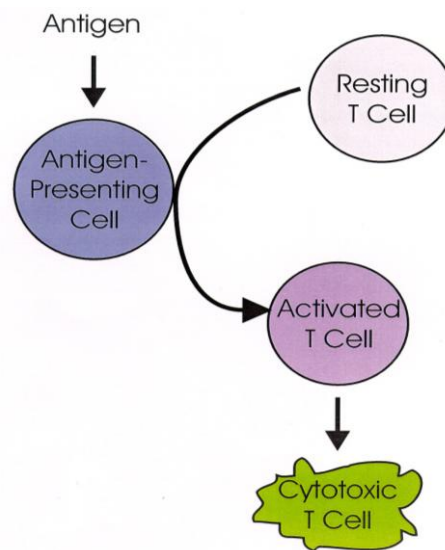 Antigen
Resting
T Cell
Antigen-
Presenting
Cell
Activated
T Cell
Cytotoxic
T Cell